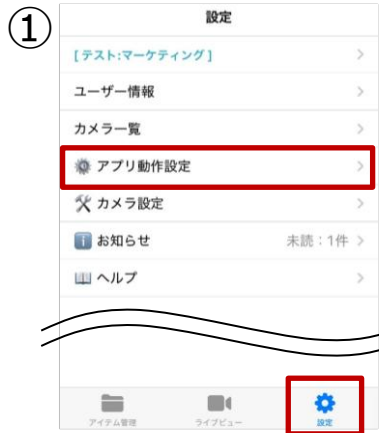 ①
設定
[テスト:マーケティング]
ユーザー情報
カメラ一覧
アプリ動作設定
カメラ設定
お知らせ 未読：1件
ヘルプ
アイテム管理 ライブビュー 設定